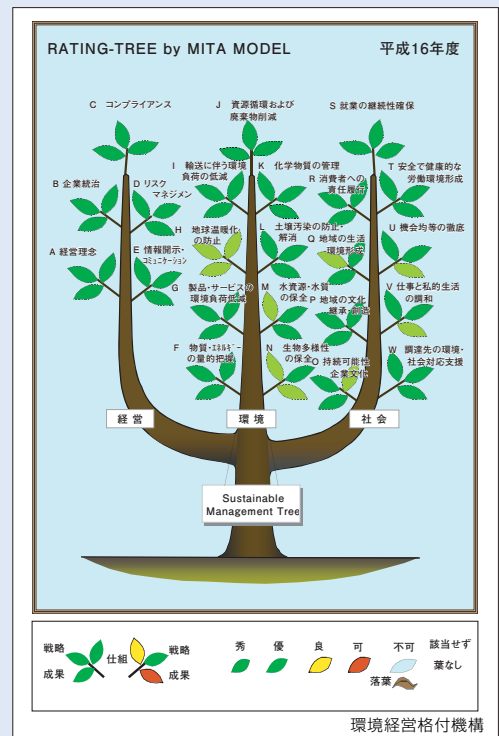 RATING-TREE by MITA MODEL
平成16年度
C コンプライアンス
J 資源循環および
廃棄物削減
S 就業の継続性確保
I 輸送に伴う環境
負荷の低減
K 化学物質の管理
R 消費者への
責任履行
T 安全で健康的な
労働環境形成
B 企業統治
D リスク
マネジメン
H 地球温暖化
の防止
L 土壌汚染の防止・
解消
Q 地域の生活
環境形成
U 機会均等の徹底
A 経営理念
E 情報開示・
コミュニケーション
G 製品・サービスの
環境負荷低減
M 水資源・水質
の保全
P 地域の文化
継承・創造
V 仕事と私的生活
の調和
F 物質・エネルギー
の量的把握
N 生物多様性
の保全
O 持続可能性
企業文化
W 調達先の環境・
社会対応支援
経営
環境
社会
Sustainable
Management Tree
戦略
成果
仕組
戦略
成果
秀
優
良
可
不可
落葉
該当せず
葉なし
環境経営格付機構